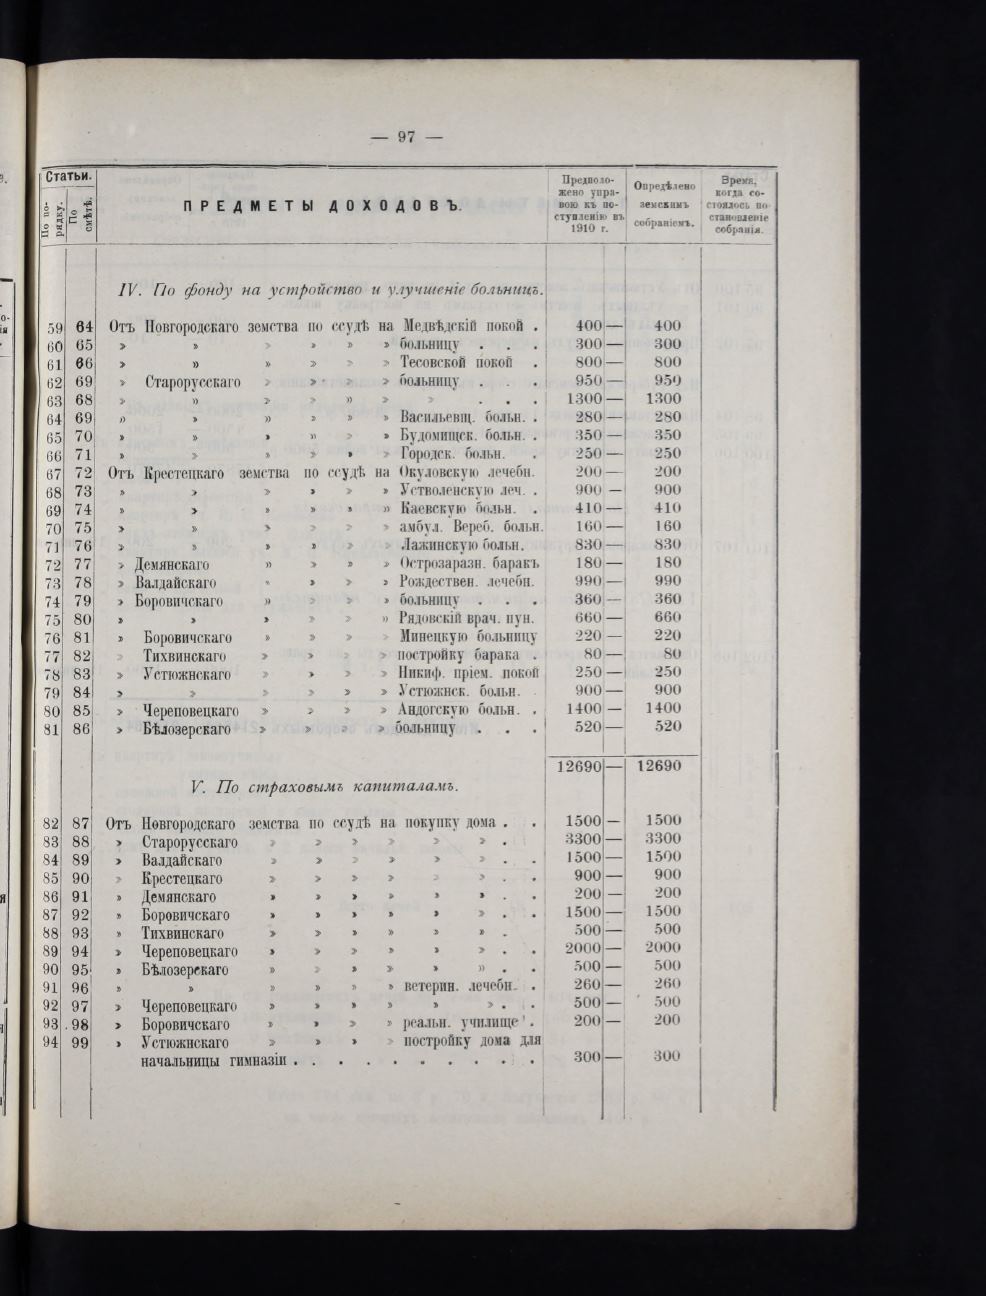 — 97 —
Статьи.
По порядку.
По смѣтѣ.
ПРЕДМЕТЫ ДОХОДОВЪ.
Предположено управою къ поступленію въ 1910 г.
Опредѣлено земскимъ собраніемъ.
Время, когда состоялось постановленіе собранія.
IV. По фонду на устройство и улучшеніе больницъ.
59 64 Отъ Новгородскаго земства по ссудѣ на Медвѣдскій покой . 400 — 400
60 65 » » » » » » больницу . . . 300 — 300
61 66 » » » » » » Тесовской покой . 800 — 800
62 69 » Старорусскаго » » » » больницу . . . 950 — 950
63 68 » » » » » » » . . . 1300 — 1300
64 69 » » » » » » Васильевщ. больн. . 280 — 280
65 70 » » » » » » Будомищск. больн. . 350 — 350
66 71 » » » » » » Городск. больн. . 250 — 250
67 72 Отъ Крестецкаго земства по ссудѣ на Окуловскую лечебн. 200 — 200
68 73 » » » » » » Устволенскую леч. . 900 — 900
69 74 » » » » » » Каевскую больн. . 410 — 410
70 75 » » » » » » амбул. Вереб. больн. 160 — 160
71 76 » » » » » » Лажинскую больн. 830 — 830
72 77 » Демянскаго » » » » Острозаразн. баракъ 180 — 180
73 78 » Валдайскаго » » » » Рождествен. лечебн. 990 — 990
74 79 » Боровичскаго » » » » больницу . . . 360 — 360
75 80 » » » » » » Рядовскій врач. пун. 660 — 660
76 81 » Боровичскаго » » » » Минецкую больницу 220 — 220
77 82 » Тихвинскаго » » » » постройку барака . 80 — 80
78 83 » Устюжнскаго » » » » Никиф. пріем. покой 250 — 250
79 84 » » » » » » Устюжнск. больн. . 900 — 900
80 85 » Череповецкаго » » » » Андогскую больн. . 1400 — 1400
81 86 » Бѣлозерскаго » » » » больницу . . . 520 — 520
12690 — 12690
V. По страховымъ капиталамъ.
82 87 Отъ Новгородскаго земства по ссудѣ на покупку дома . . 1500 — 1500
83 88 » Старорусскаго » » » » » » . 3300 — 3300
84 89 » Валдайскаго » » » » » » . . 1500 — 1500
85 90 » Крестецкаго » » » » » » . . 900 — 900
86 91 » Демянскаго » » » » » » . . 200 — 200
87 92 » Боровичскаго » » » » » » . . 1500 — 1500
88 93 » Тихвинскаго » » » » » » . 500 — 500
89 94 » Череповецкаго » » » » » » . . 2000 — 2000
90 95 » Бѣлозерскаго » » » » » » . . 500 — 500
91 96 » » » » » » ветерин. лечебн. . 260 — 260
92 97 » Череповецкаго » » » » » » . . 500 — 500
93 98 » Боровичскаго » » » » реальн. училище . 200 — 200
94 99 » Устюжнскаго » » » » постройку дома для
начальницы гимназіи . . . . . . . . . . . 300 — 300